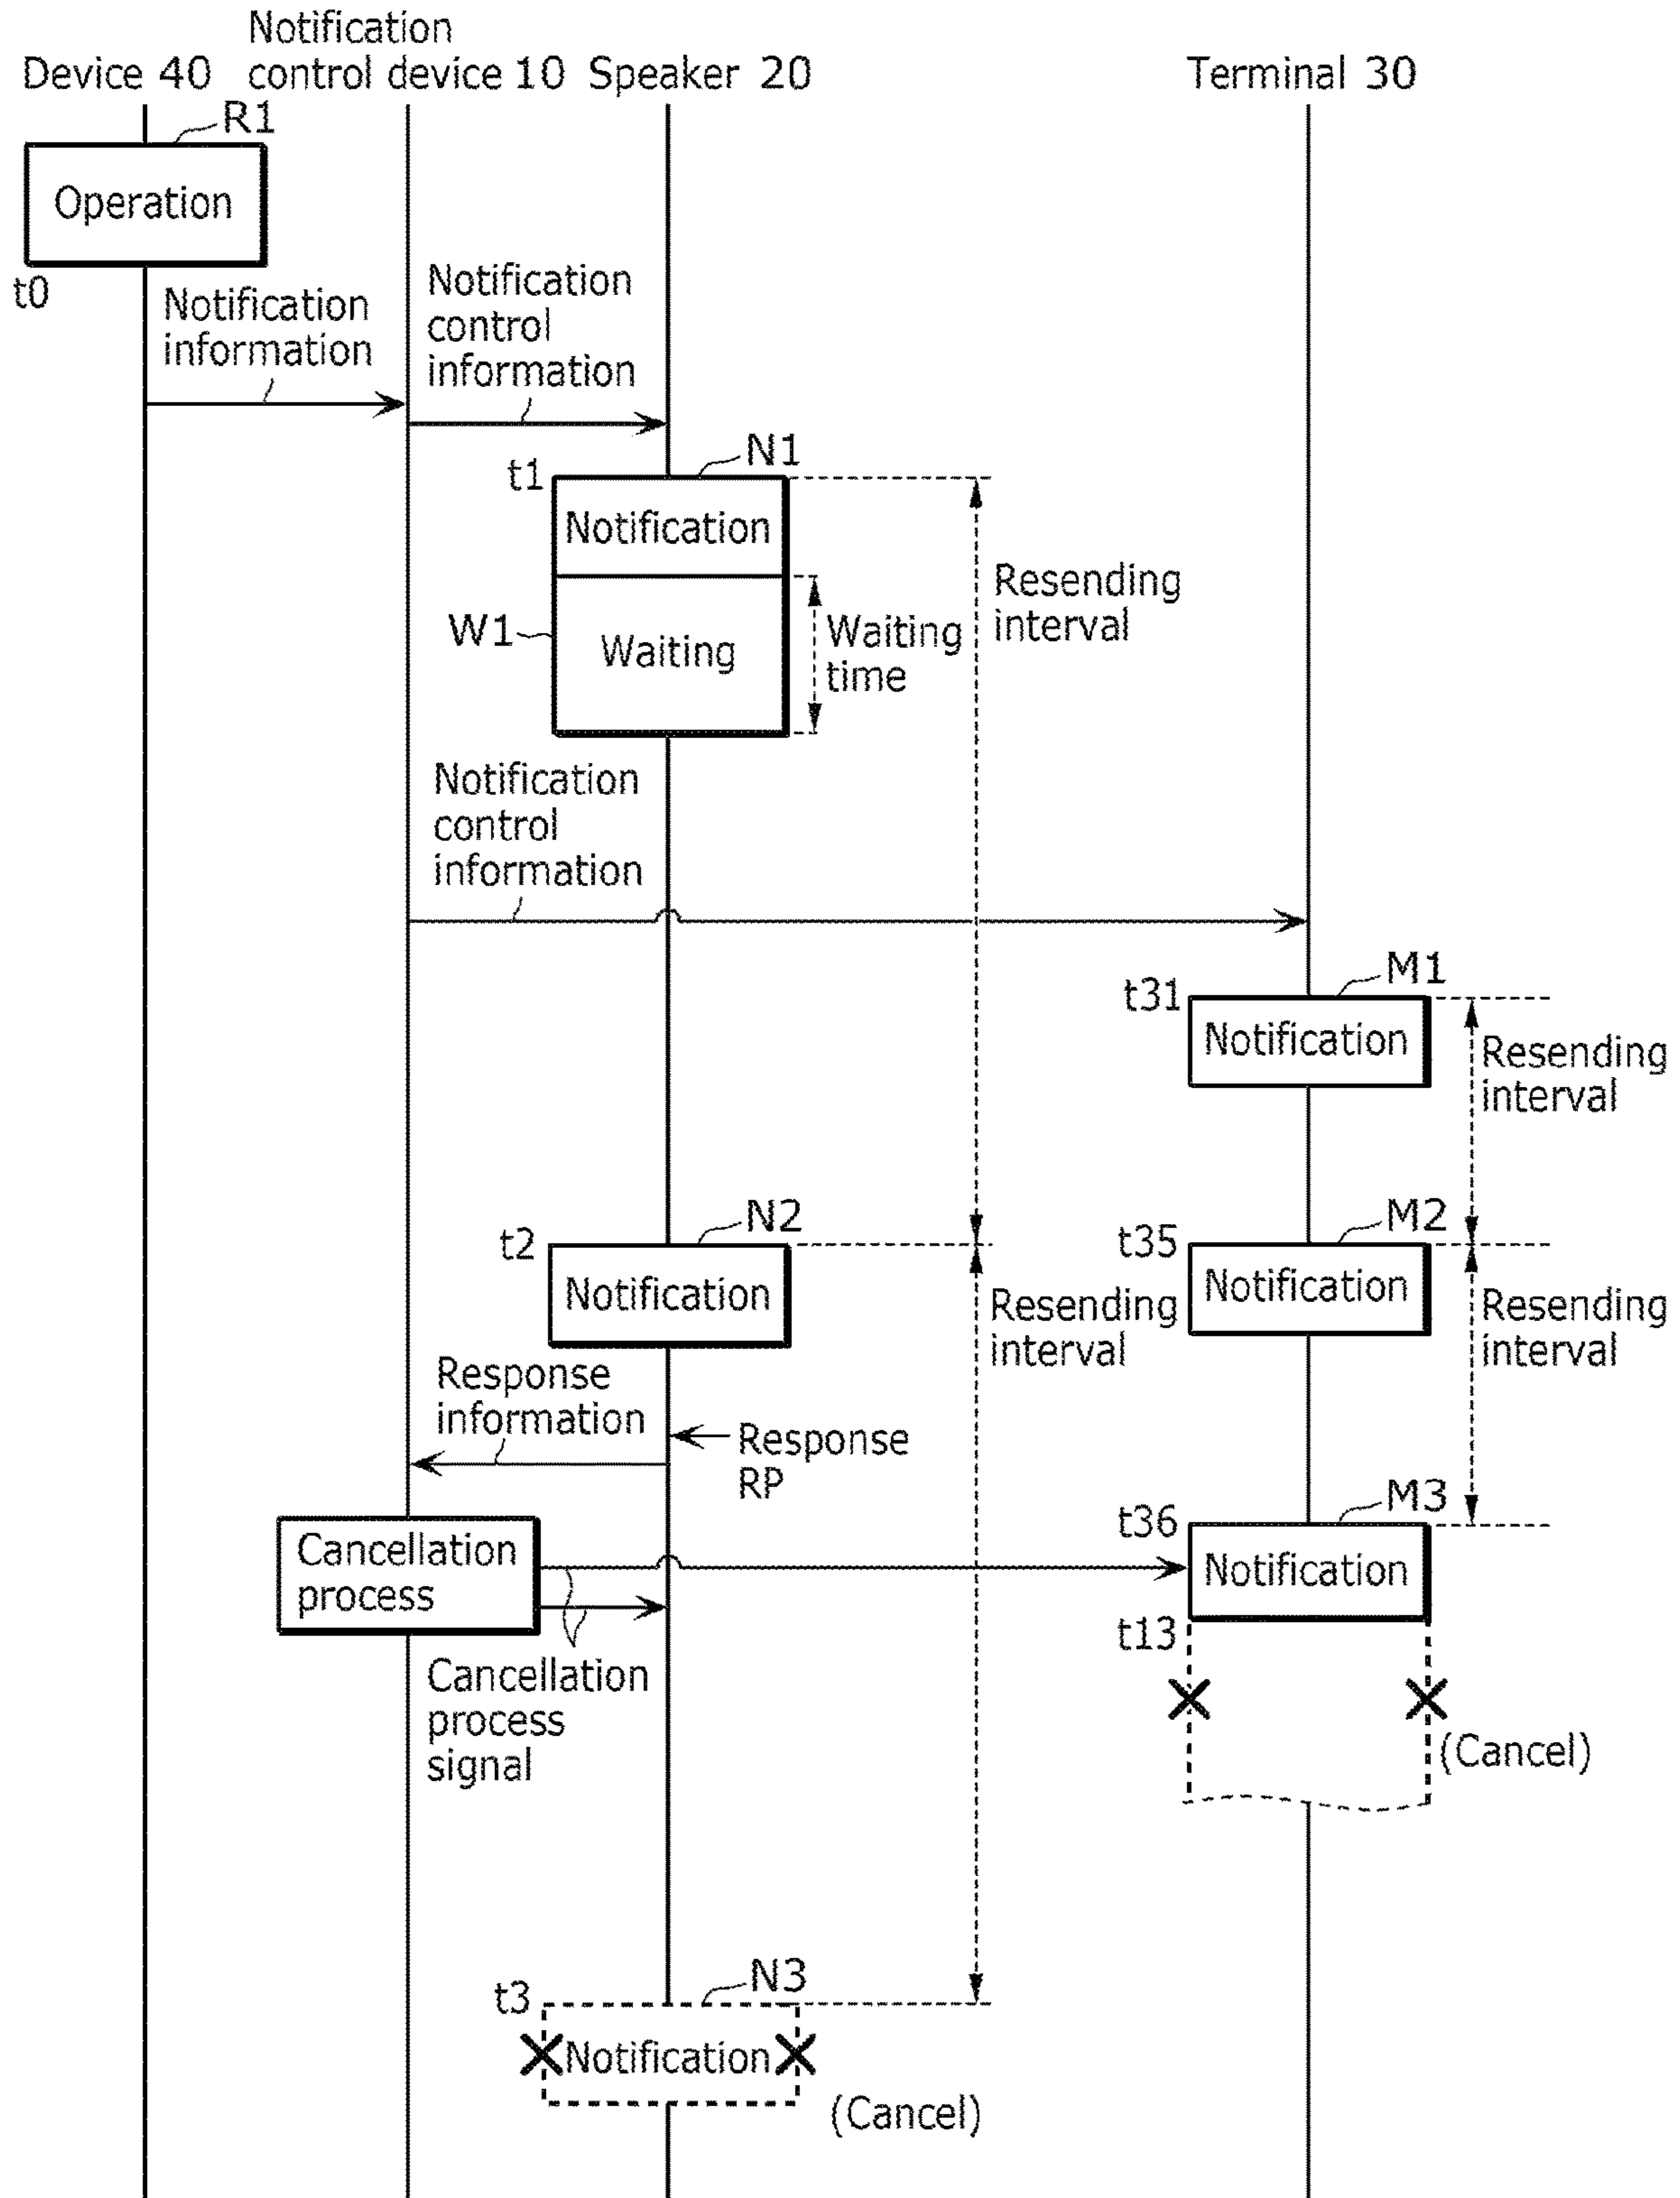 Notification
Device 40 control device 10 Speaker 20 Terminal 30
R1
Operation
t0
Notification
information
Notification
control
information
N1
t1
Notification
Resending
interval
W1
Waiting
Waiting
time
Notification
control
information
M1
t31
Notification
Resending
interval
N2
t2
Notification
M2
t35
Notification
Resending
interval
Resending
interval
Response
information
Response
RP
M3
t36
Cancellation
process
Notification
t13
Cancellation
process
signal
(Cancel)
N3
t3
Notification
(Cancel)